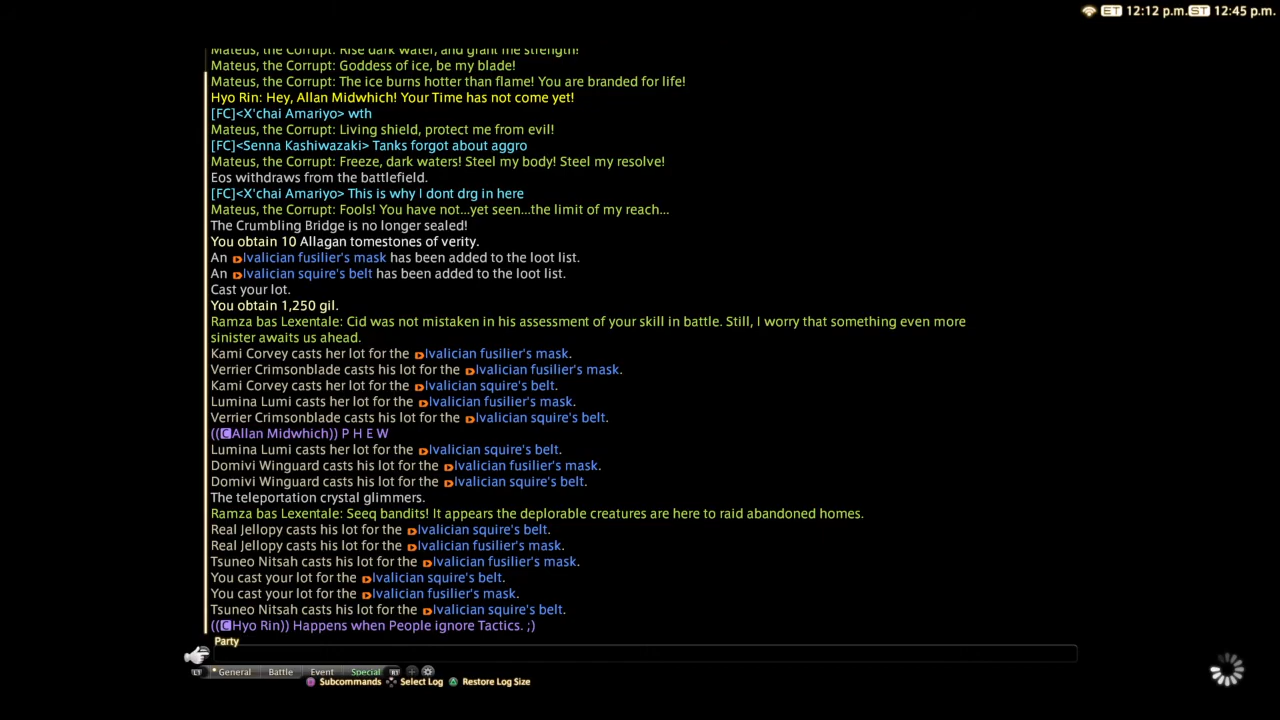 ET 12:12 p.m. ST 12:45 p.m.
Mateus, the Corrupt: Rise dark water, and grant me strength!
Mateus, the Corrupt: Goddess of ice, be my blade!
Mateus, the Corrupt: The ice burns hotter than flame! You are branded for life!
Hyo Rin: Hey, Allan Midwhich! Your Time has not come yet!
[FC]<X'chai Amariyo> wth
Mateus, the Corrupt: Living shield, protect me from evil!
[FC]<Senna Kashiwazaki> Tanks forgot about aggro
Mateus, the Corrupt: Freeze, dark waters! Steel my body! Steel my resolve!
Eos withdraws from the battlefield.
[FC]<X'chai Amariyo> This is why I dont drg in here
Mateus, the Corrupt: Fools! You have not...yet seen...the limit of my reach...
The Crumbling Bridge is no longer sealed!
You obtain 10 Allagan tomestones of verity.
An Ivalician fusilier's mask has been added to the loot list.
An Ivalician squire's belt has been added to the loot list.
Cast your lot.
You obtain 1,250 gil.
Ramza bas Lexentale: Cid was not mistaken in his assessment of your skill in battle. Still, I worry that something even more
sinister awaits us ahead.
Kami Corvey casts her lot for the Ivalician fusilier's mask.
Verrier Crimsonblade casts his lot for the Ivalician fusilier's mask.
Kami Corvey casts her lot for the Ivalician squire's belt.
Lumina Lumi casts her lot for the Ivalician fusilier's mask.
Verrier Crimsonblade casts his lot for the Ivalician squire's belt.
((Allan Midwhich)) P H E W
Lumina Lumi casts her lot for the Ivalician squire's belt.
Domivi Winguard casts his lot for the Ivalician fusilier's mask.
Domivi Winguard casts his lot for the Ivalician squire's belt.
The teleportation crystal glimmers.
Ramza bas Lexentale: Seeq bandits! It appears the deplorable creatures are here to raid abandoned homes.
Real Jellopy casts his lot for the Ivalician squire's belt.
Real Jellopy casts his lot for the Ivalician fusilier's mask.
Tsuneo Nitsah casts his lot for the Ivalician fusilier's mask.
You cast your lot for the Ivalician squire's belt.
You cast your lot for the Ivalician fusilier's mask.
Tsuneo Nitsah casts his lot for the Ivalician squire's belt.
((Hyo Rin)) Happens when People ignore Tactics. ;)
Party
L1 General Battle Event Special R1
Subcommands Select Log Restore Log Size